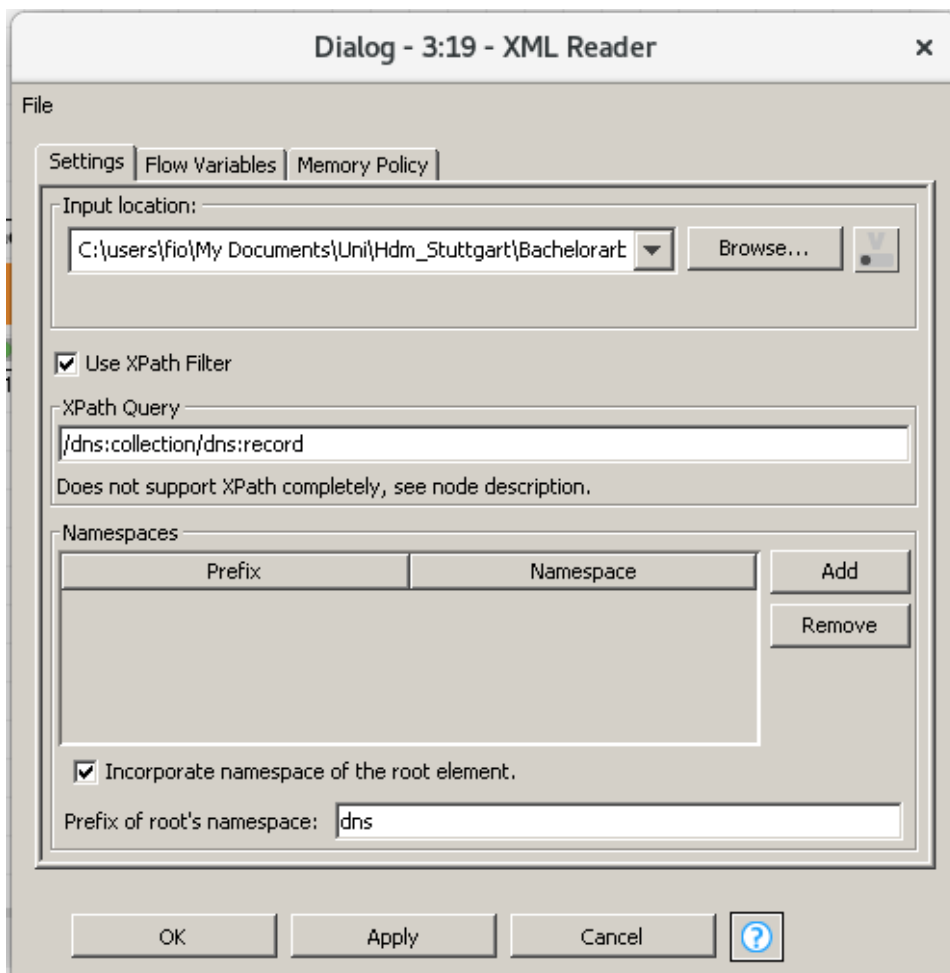 Dialog - 3:19 - XML Reader
File
Settings Flow Variables Memory Policy
Input location:
C:\users\fio\My Documents\Uni\Hdm_Stuttgart\Bachelorart Browse... V
Use XPath Filter
XPath Query
/dns:collection/dns:record
Does not support XPath completely, see node description.
Namespaces
Prefix Namespace Add
Remove
Incorporate namespace of the root element.
Prefix of root's namespace: dns
OK Apply Cancel ?